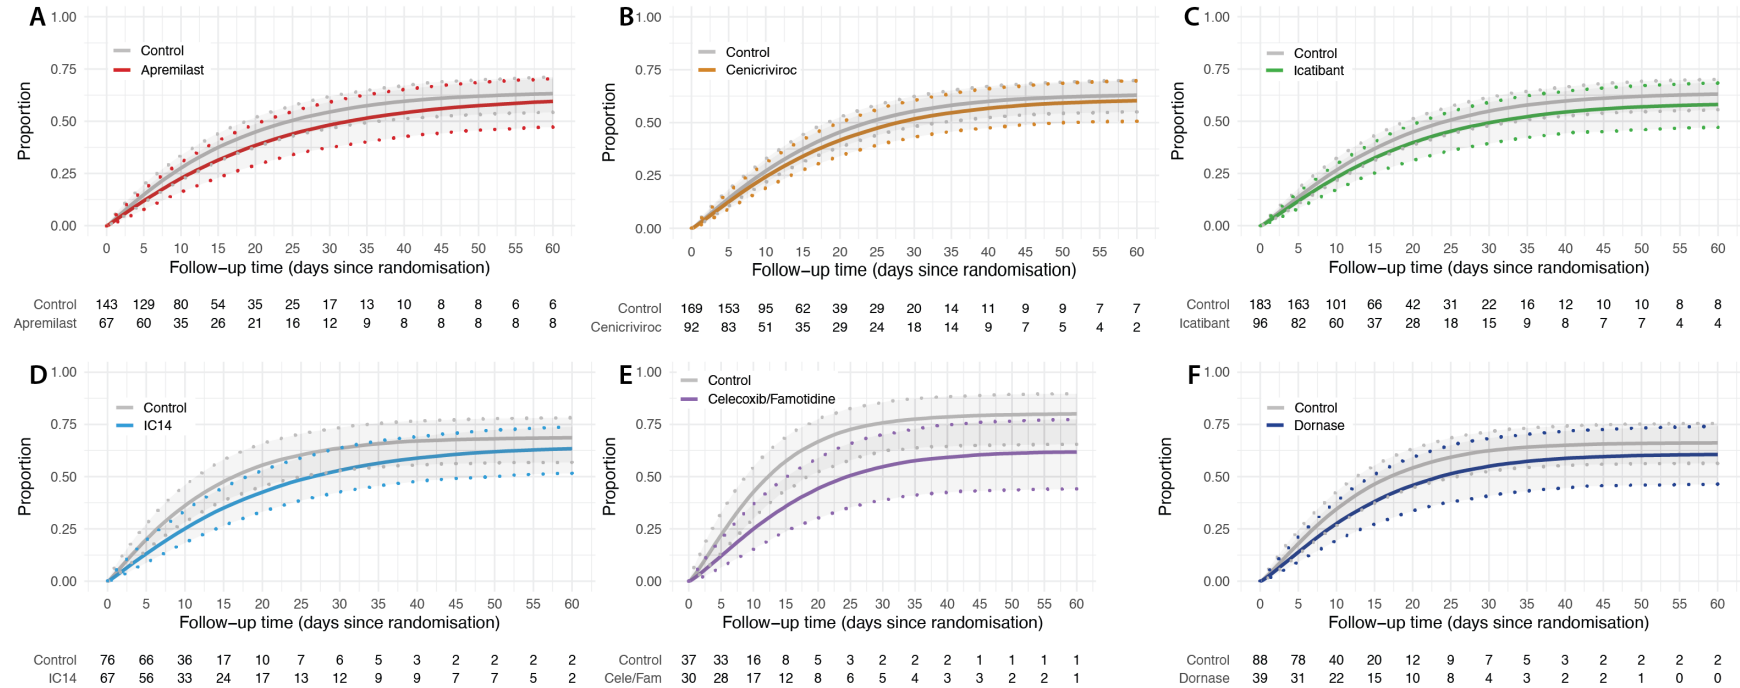 A
1.00
0.75
0.50
0.25
0.00
Proportion
Control
Apremilast
0 5 10 15 20 25 30 35 40 45 50 55 60
Follow−up time (days since randomisation)
Control 143 129 80 54 35 25 17 13 10 8 8 6 6
Apremilast 67 60 35 26 21 16 12 9 8 8 8 8 8
B
1.00
0.75
0.50
0.25
0.00
Proportion
Control
Cenicriviroc
0 5 10 15 20 25 30 35 40 45 50 55 60
Follow−up time (days since randomisation)
Control 169 153 95 62 39 29 20 14 11 9 9 7 7
Cenicriviroc 92 83 51 35 29 24 18 14 9 7 5 4 2
C
1.00
0.75
0.50
0.25
0.00
Proportion
Control
Icatibant
0 5 10 15 20 25 30 35 40 45 50 55 60
Follow−up time (days since randomisation)
Control 183 163 101 66 42 31 22 16 12 10 10 8 8
Icatibant 96 82 60 37 28 18 15 9 8 7 7 4 4
D
1.00
0.75
0.50
0.25
0.00
Proportion
Control
IC14
0 5 10 15 20 25 30 35 40 45 50 55 60
Follow−up time (days since randomisation)
Control 76 66 36 17 10 7 6 5 3 2 2 2 2
IC14 67 56 33 24 17 13 12 9 9 7 7 5 2
E
1.00
0.75
0.50
0.25
0.00
Proportion
Control
Celecoxib/Famotidine
0 5 10 15 20 25 30 35 40 45 50 55 60
Follow−up time (days since randomisation)
Control 37 33 16 8 5 3 2 2 2 1 1 1 1
Cele/Fam 30 28 17 12 8 6 5 4 3 3 2 2 1
F
1.00
0.75
0.50
0.25
0.00
Proportion
Control
Dornase
0 5 10 15 20 25 30 35 40 45 50 55 60
Follow−up time (days since randomisation)
Control 88 78 40 20 12 9 7 5 3 2 2 2 2
Dornase 39 31 22 15 10 8 4 3 2 2 1 0 0